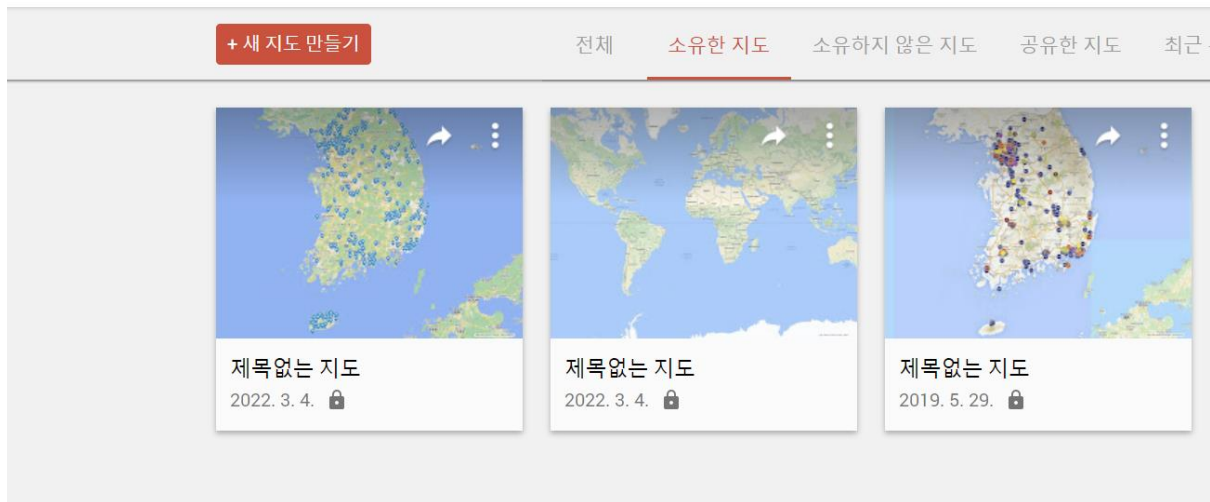 + 새 지도 만들기
전체 소유한 지도 소유하지 않은 지도 공유한 지도 최근
제목없는 지도 제목없는 지도 제목없는 지도
2022. 3. 4. 2022. 3. 4. 2019. 5. 29.